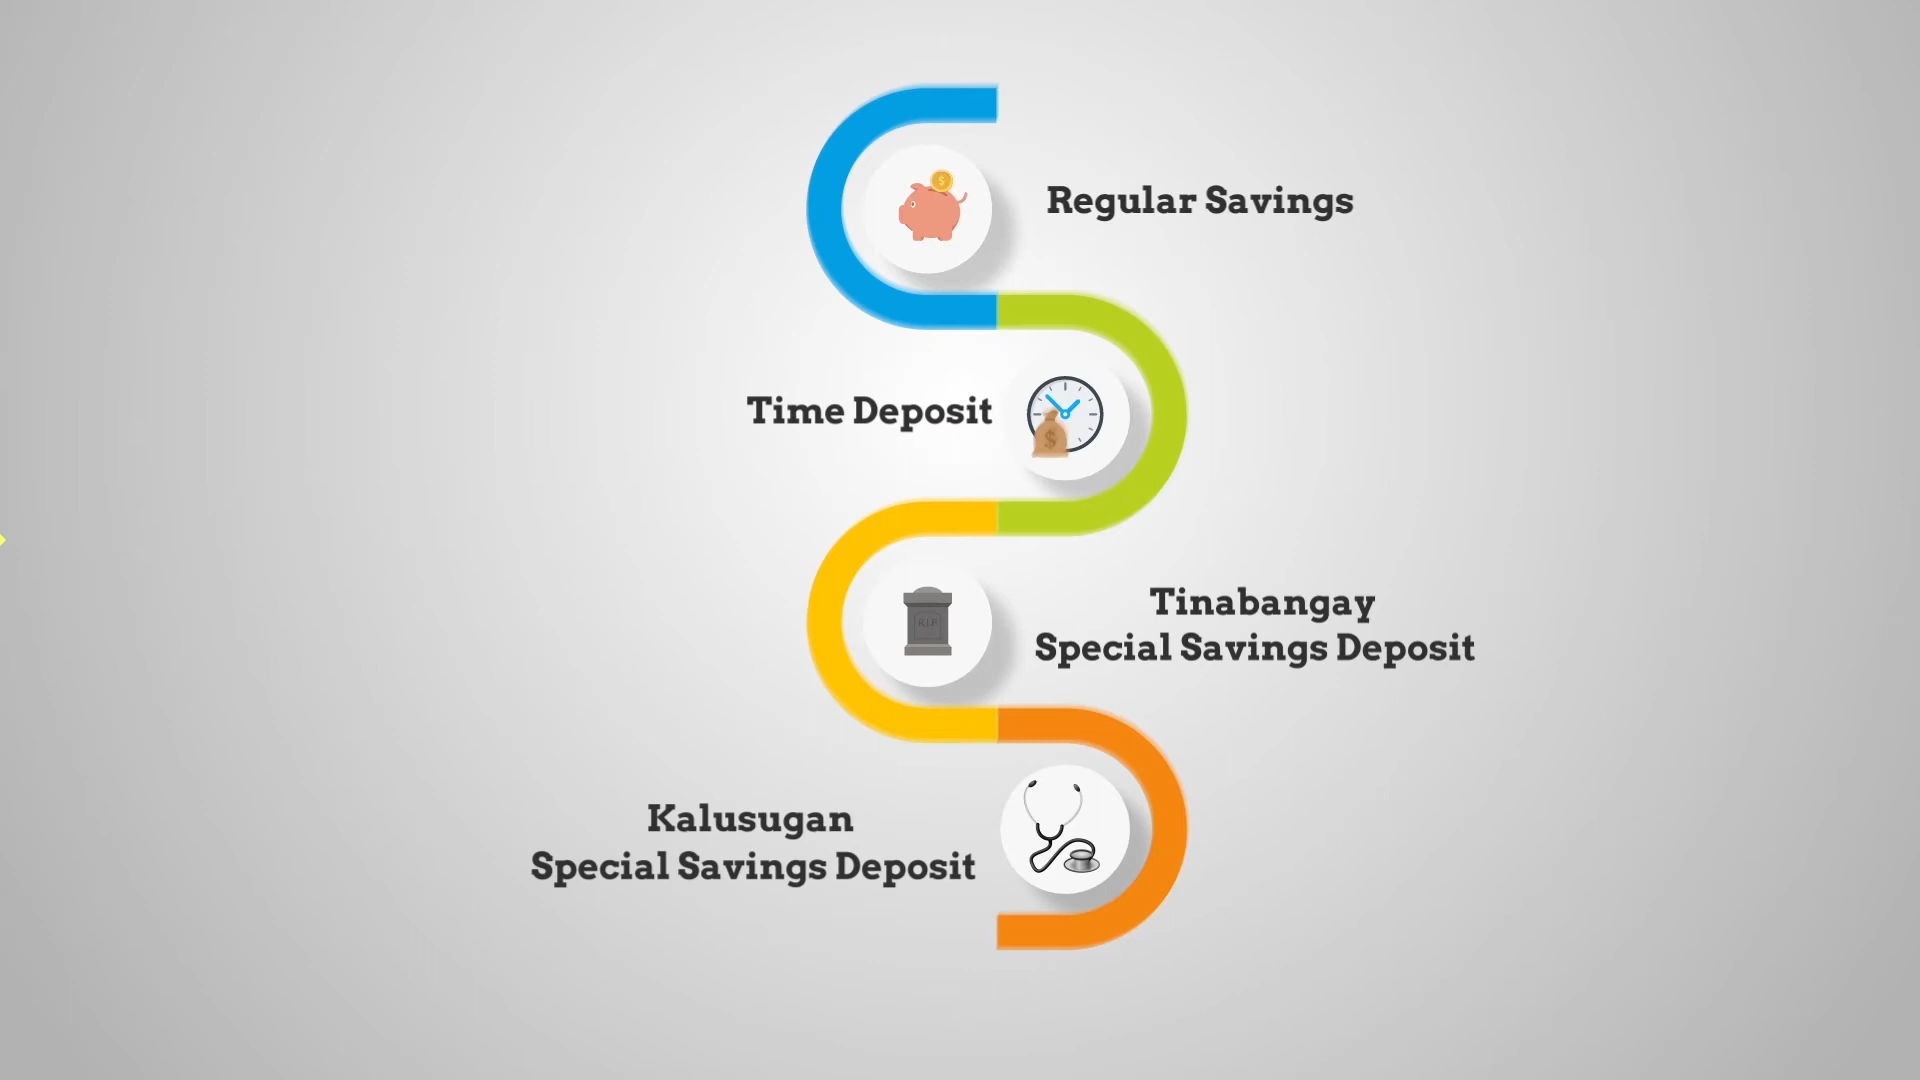 Regular Savings
Time Deposit
Tinabangay
Special Savings Deposit
R.I.P
Kalusugan
Special Savings Deposit